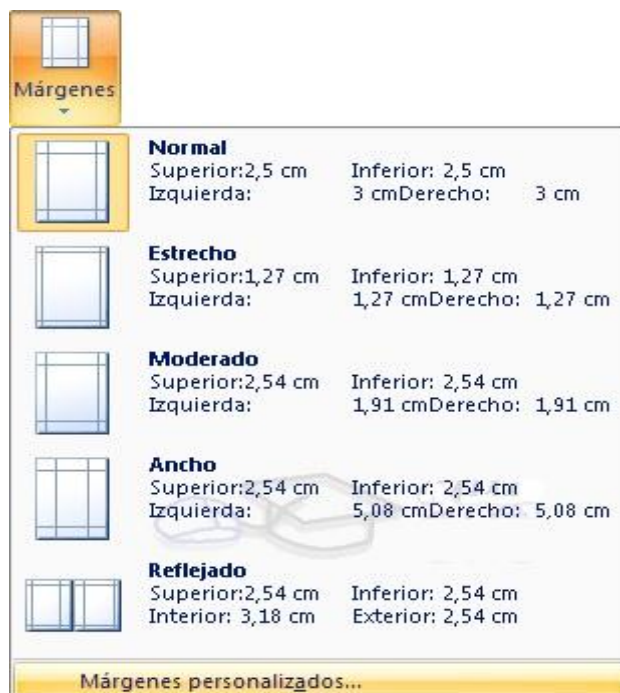 Márgenes
Normal
Superior:2,5 cm Inferior: 2,5 cm
Izquierda: 3 cmDerecho: 3 cm
Estrecho
Superior:1,27 cm Inferior: 1,27 cm
Izquierda: 1,27 cmDerecho: 1,27 cm
Moderado
Superior:2,54 cm Inferior: 2,54 cm
Izquierda: 1,91 cmDerecho: 1,91 cm
Ancho
Superior:2,54 cm Inferior: 2,54 cm
Izquierda: 5,08 cmDerecho: 5,08 cm
Reflejado
Superior:2,54 cm Inferior: 2,54 cm
Interior: 3,18 cm Exterior: 2,54 cm
Márgenes personalizados...